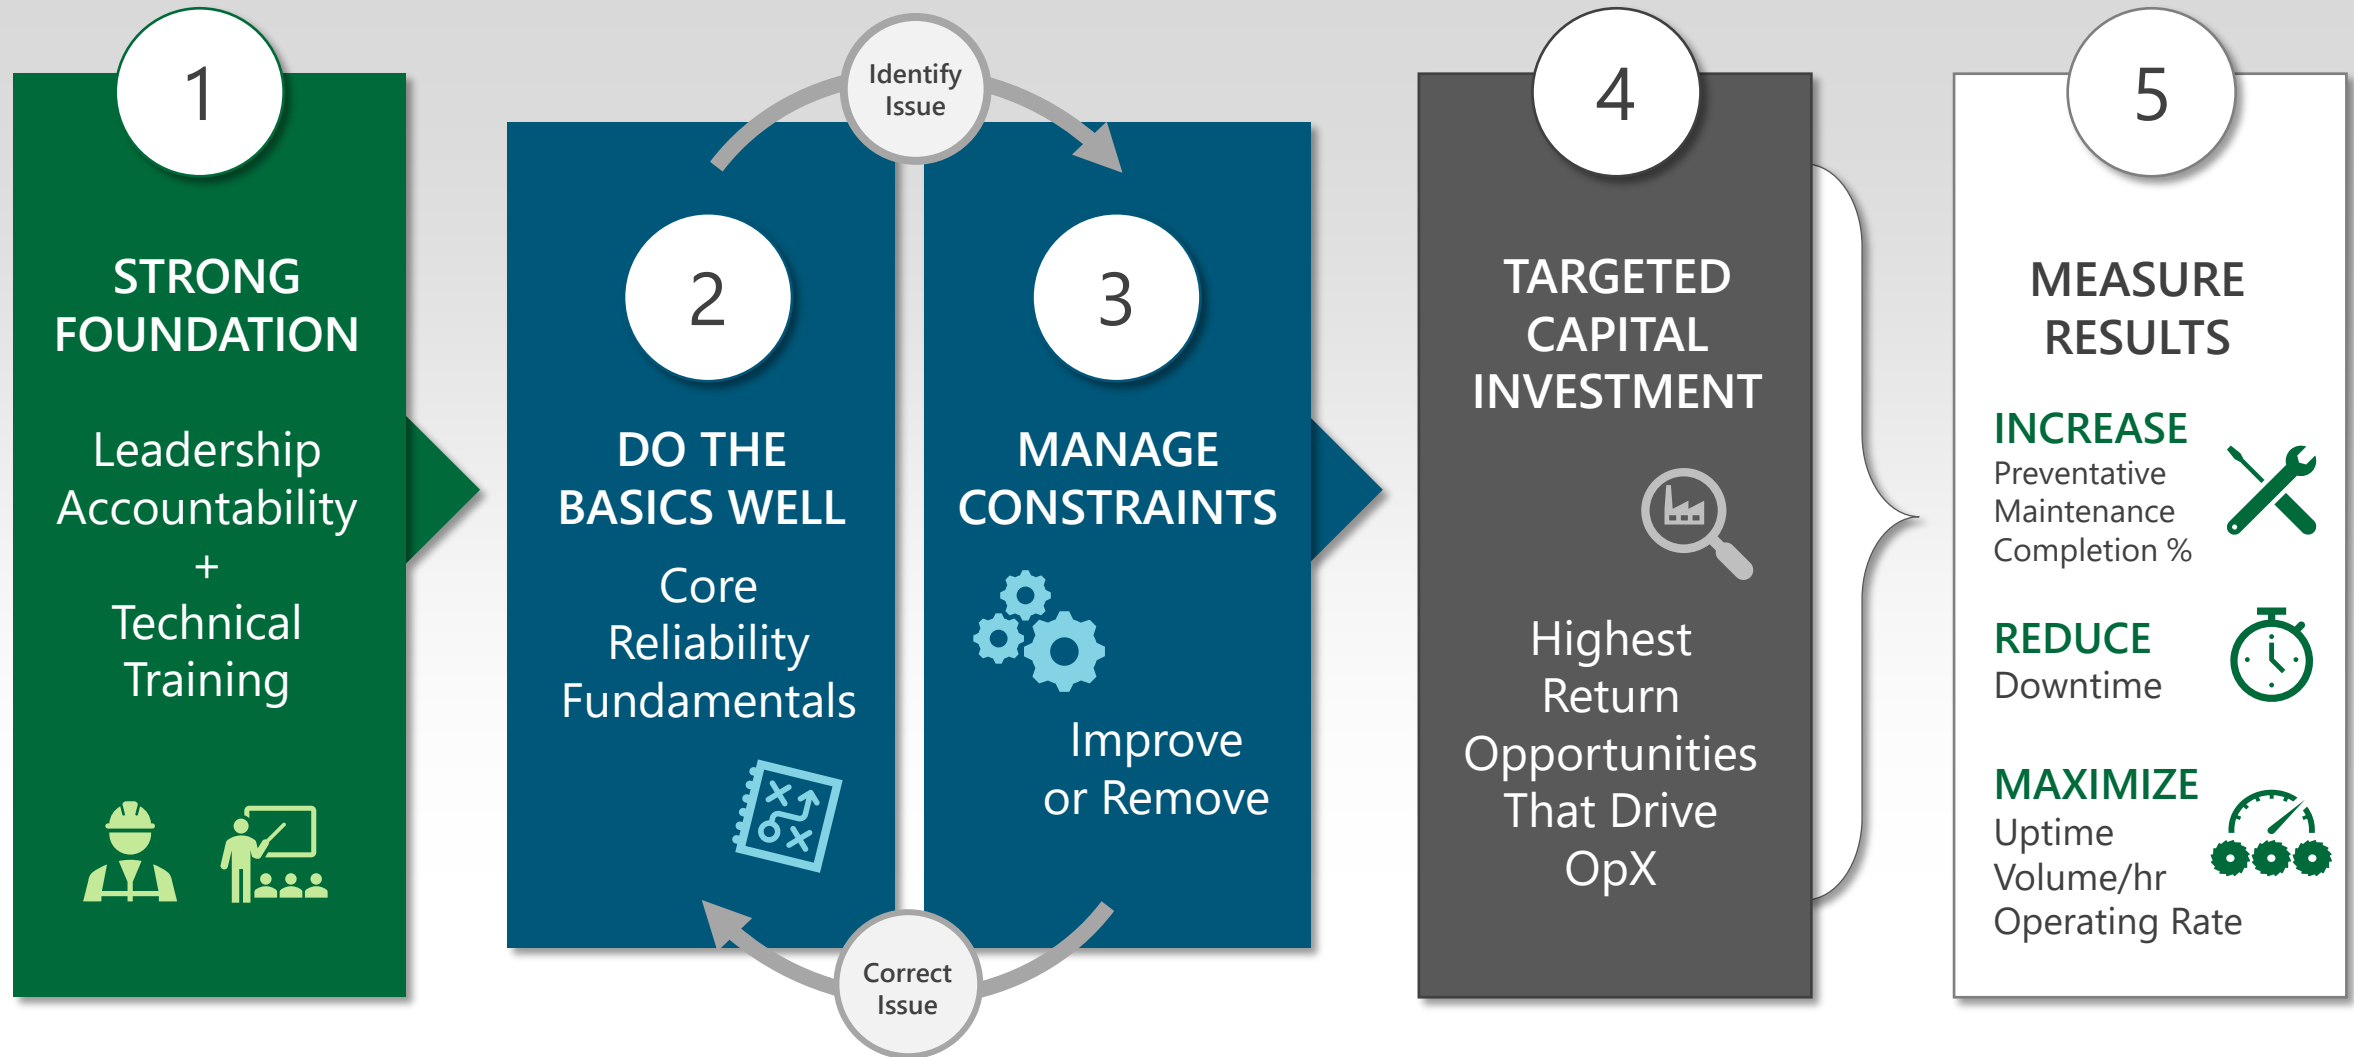 1
STRONG
FOUNDATION
Leadership
Accountability
+
Technical
Training
Identify
Issue
2
DO THE
BASICS WELL
Core
Reliability
Fundamentals
3
MANAGE
CONSTRAINTS
Improve
or Remove
Correct
Issue
4
TARGETED
CAPITAL
INVESTMENT
Highest
Return
Opportunities
That Drive
OpX
5
MEASURE
RESULTS
INCREASE
Preventative
Maintenance
Completion %
REDUCE
Downtime
MAXIMIZE
Uptime
Volume/hr
Operating Rate